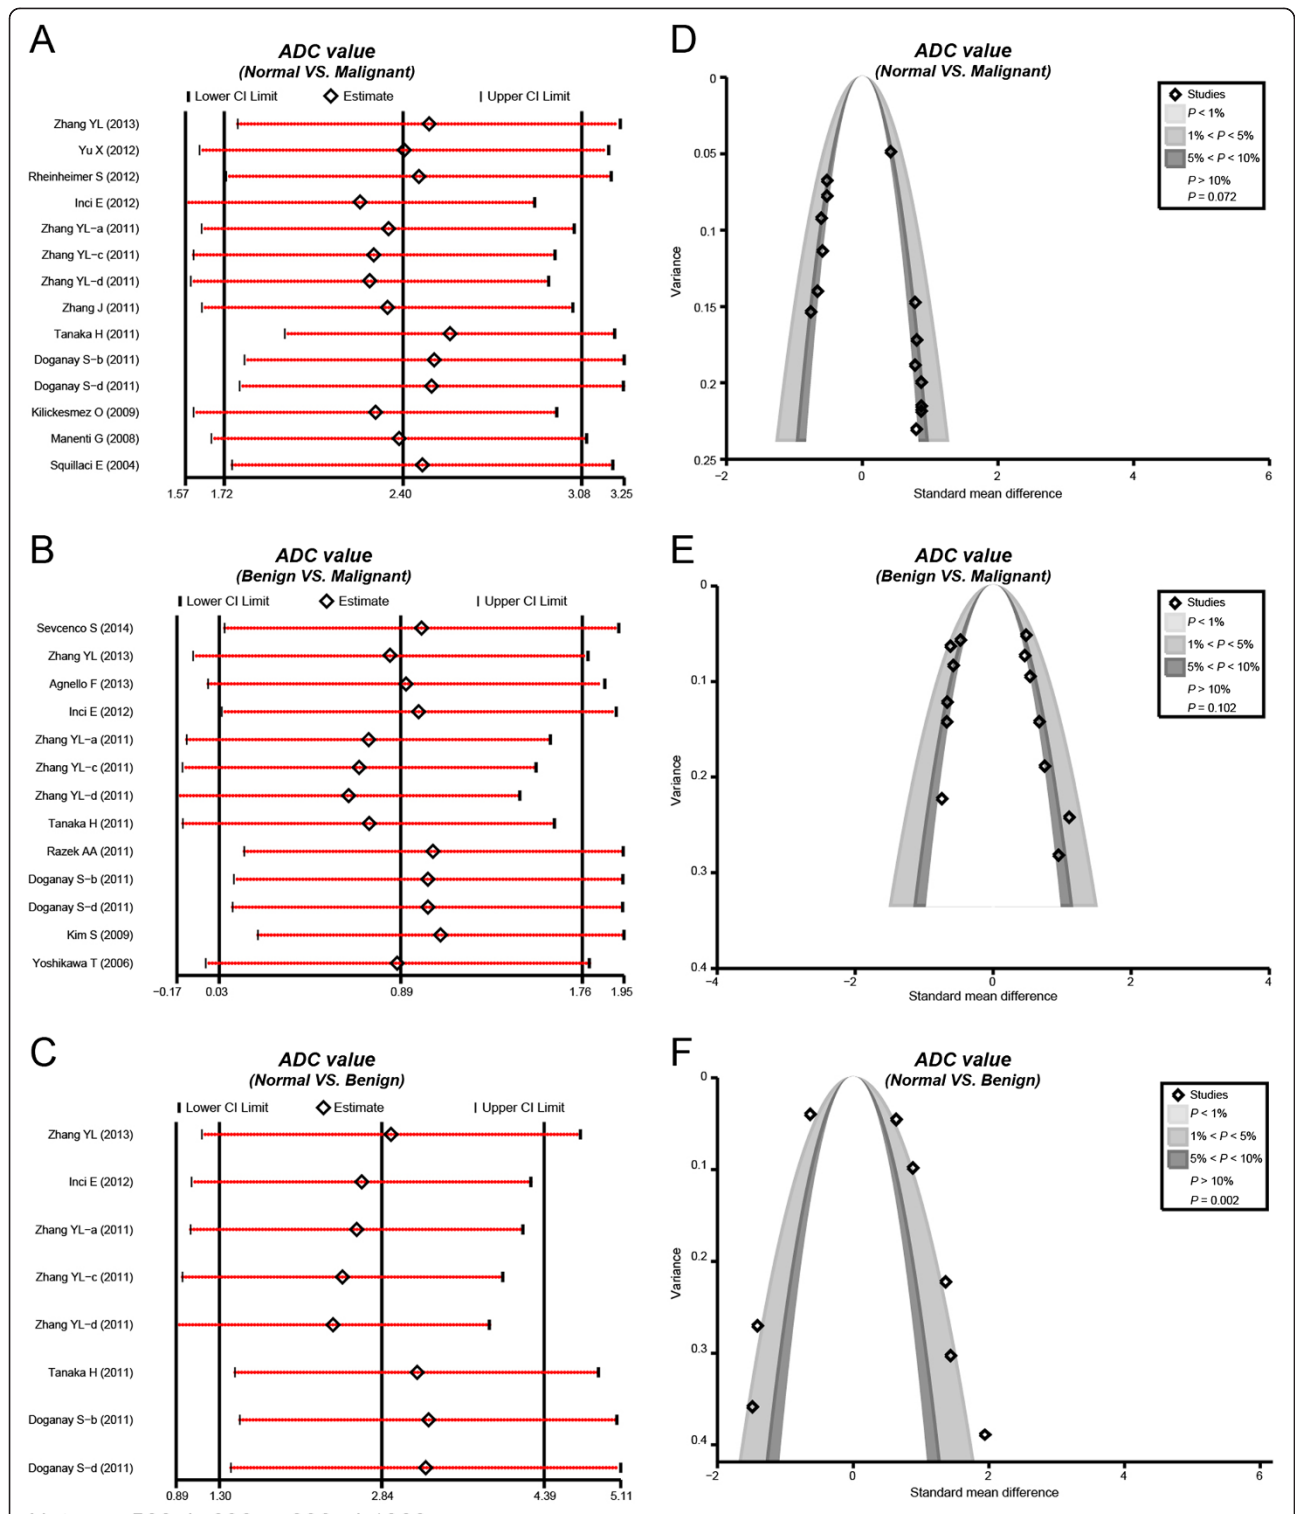 A
ADC value
(Normal VS. Malignant)
Lower CI Limit Estimate Upper CI Limit
Zhang YL (2013)
Yu X (2012)
Rheinheimer S (2012)
Inci E (2012)
Zhang YL-a (2011)
Zhang YL-c (2011)
Zhang YL-d (2011)
Zhang J (2011)
Tanaka H (2011)
Doganay S-b (2011)
Doganay S-d (2011)
Kilickesmez O (2009)
Manenti G (2008)
Squillaci E (2004)
1.57 1.72 2.40 3.08 3.25
D
ADC value
(Normal VS. Malignant)
Studies
P < 1%
1% < P < 5%
5% < P < 10%
P > 10%
P = 0.072
0
0.05
0.1
0.15
0.2
0.25
Variance
−2 0 2 4 6
Standard mean difference
B
ADC value
(Benign VS. Malignant)
Lower CI Limit Estimate Upper CI Limit
Sevcenco S (2014)
Zhang YL (2013)
Agnello F (2013)
Inci E (2012)
Zhang YL-a (2011)
Zhang YL-c (2011)
Zhang YL-d (2011)
Tanaka H (2011)
Razek AA (2011)
Doganay S-b (2011)
Doganay S-d (2011)
Kim S (2009)
Yoshikawa T (2006)
−0.17 0.03 0.89 1.76 1.95
E
ADC value
(Benign VS. Malignant)
Studies
P < 1%
1% < P < 5%
5% < P < 10%
P > 10%
P = 0.102
0
0.1
0.2
0.3
0.4
Variance
−4 −2 0 2 4
Standard mean difference
C
ADC value
(Normal VS. Benign)
Lower CI Limit Estimate Upper CI Limit
Zhang YL (2013)
Inci E (2012)
Zhang YL-a (2011)
Zhang YL-c (2011)
Zhang YL-d (2011)
Tanaka H (2011)
Doganay S-b (2011)
Doganay S-d (2011)
0.89 1.30 2.84 4.39 5.11
F
ADC value
(Normal VS. Benign)
Studies
P < 1%
1% < P < 5%
5% < P < 10%
P > 10%
P = 0.002
0
0.1
0.2
0.3
0.4
Variance
−2 0 2 4 6
Standard mean difference